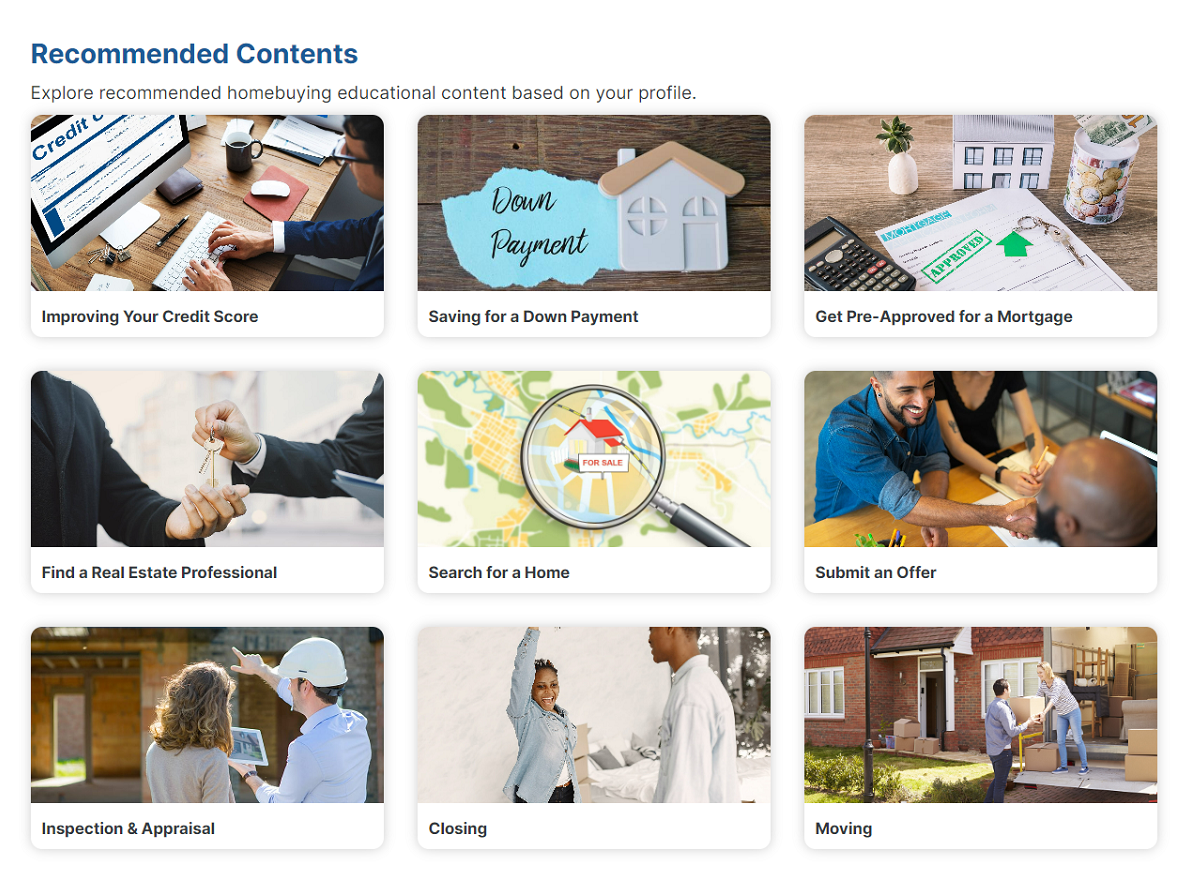 Recommended Contents
Explore recommended homebuying educational content based on your profile.
Credit
Down
Payment
MORTGAGE
APPROVED
Improving Your Credit Score
Saving for a Down Payment
Get Pre-Approved for a Mortgage
FOR SALE
Find a Real Estate Professional
Search for a Home
Submit an Offer
Inspection & Appraisal
Closing
Moving